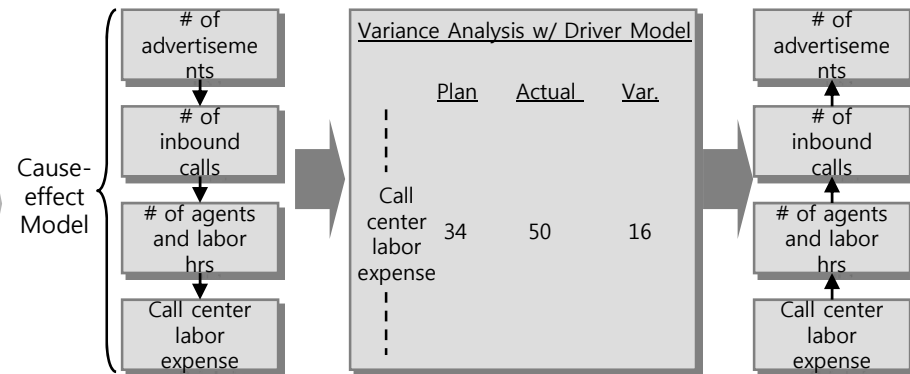 Cause-
effect
Model
# of
advertiseme
nts
# of
inbound
calls
# of agents
and labor
hrs
Call center
labor
expense
Variance Analysis w/ Driver Model
Plan Actual Var.
Call
center
labor
expense
34 50 16
# of
advertiseme
nts
# of
inbound
calls
# of agents
and labor
hrs
Call center
labor
expense